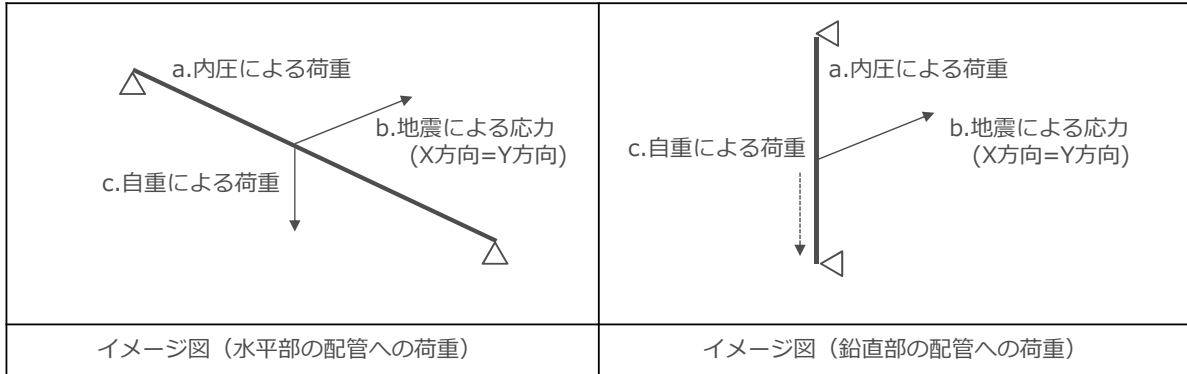 a.内圧による荷重
b.地震による応力
(X方向=Y方向)
c.自重による荷重
イメージ図（水平部の配管への荷重）
a.内圧による荷重
b.地震による応力
(X方向=Y方向)
c.自重による荷重
イメージ図（鉛直部の配管への荷重）